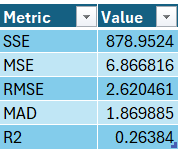 Metric Value
SSE 878.9524
MSE 6.866816
RMSE 2.620461
MAD 1.869885
R2 0.26384